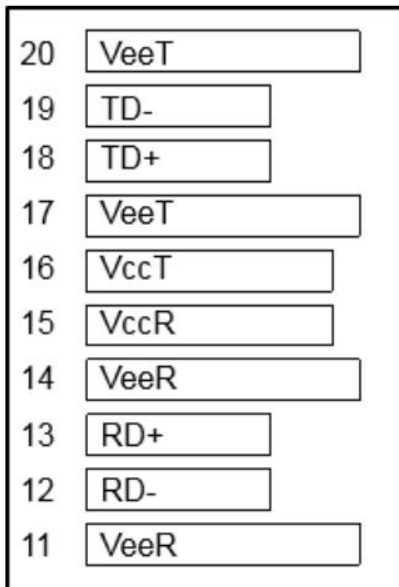 20 VeeT
19 TD-
18 TD+
17 VeeT
16 VccT
15 VccR
14 VeeR
13 RD+
12 RD-
11 VeeR